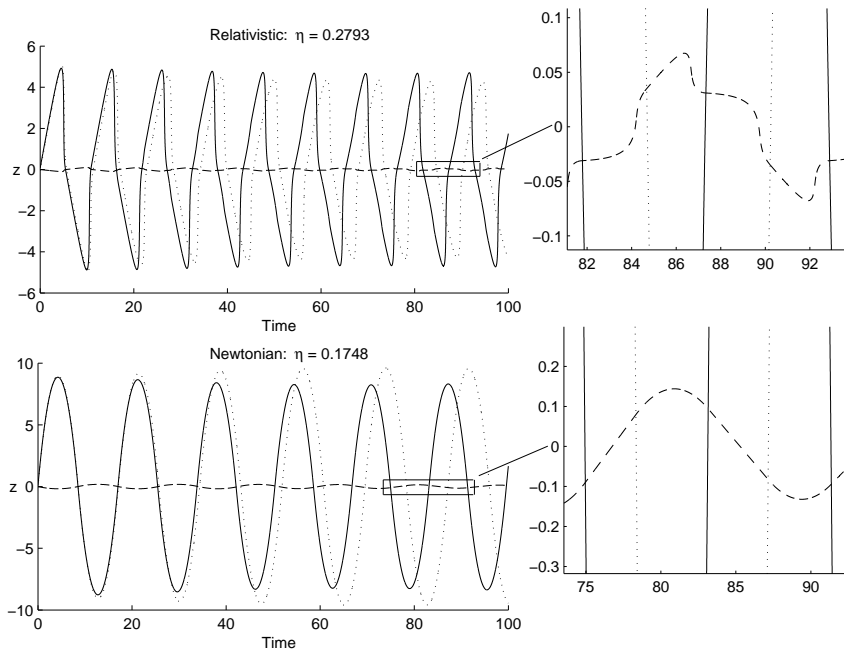 Relativistic: η = 0.2793
6
4
2
z 0
−2
−4
−6
0 20 40 60 80 100
Time
0.1
0.05
0
−0.05
−0.1
82 84 86 88 90 92
Newtonian: η = 0.1748
10
5
z 0
−5
−10
0 20 40 60 80 100
Time
0.2
0.1
0
−0.1
−0.2
−0.3
75 80 85 90